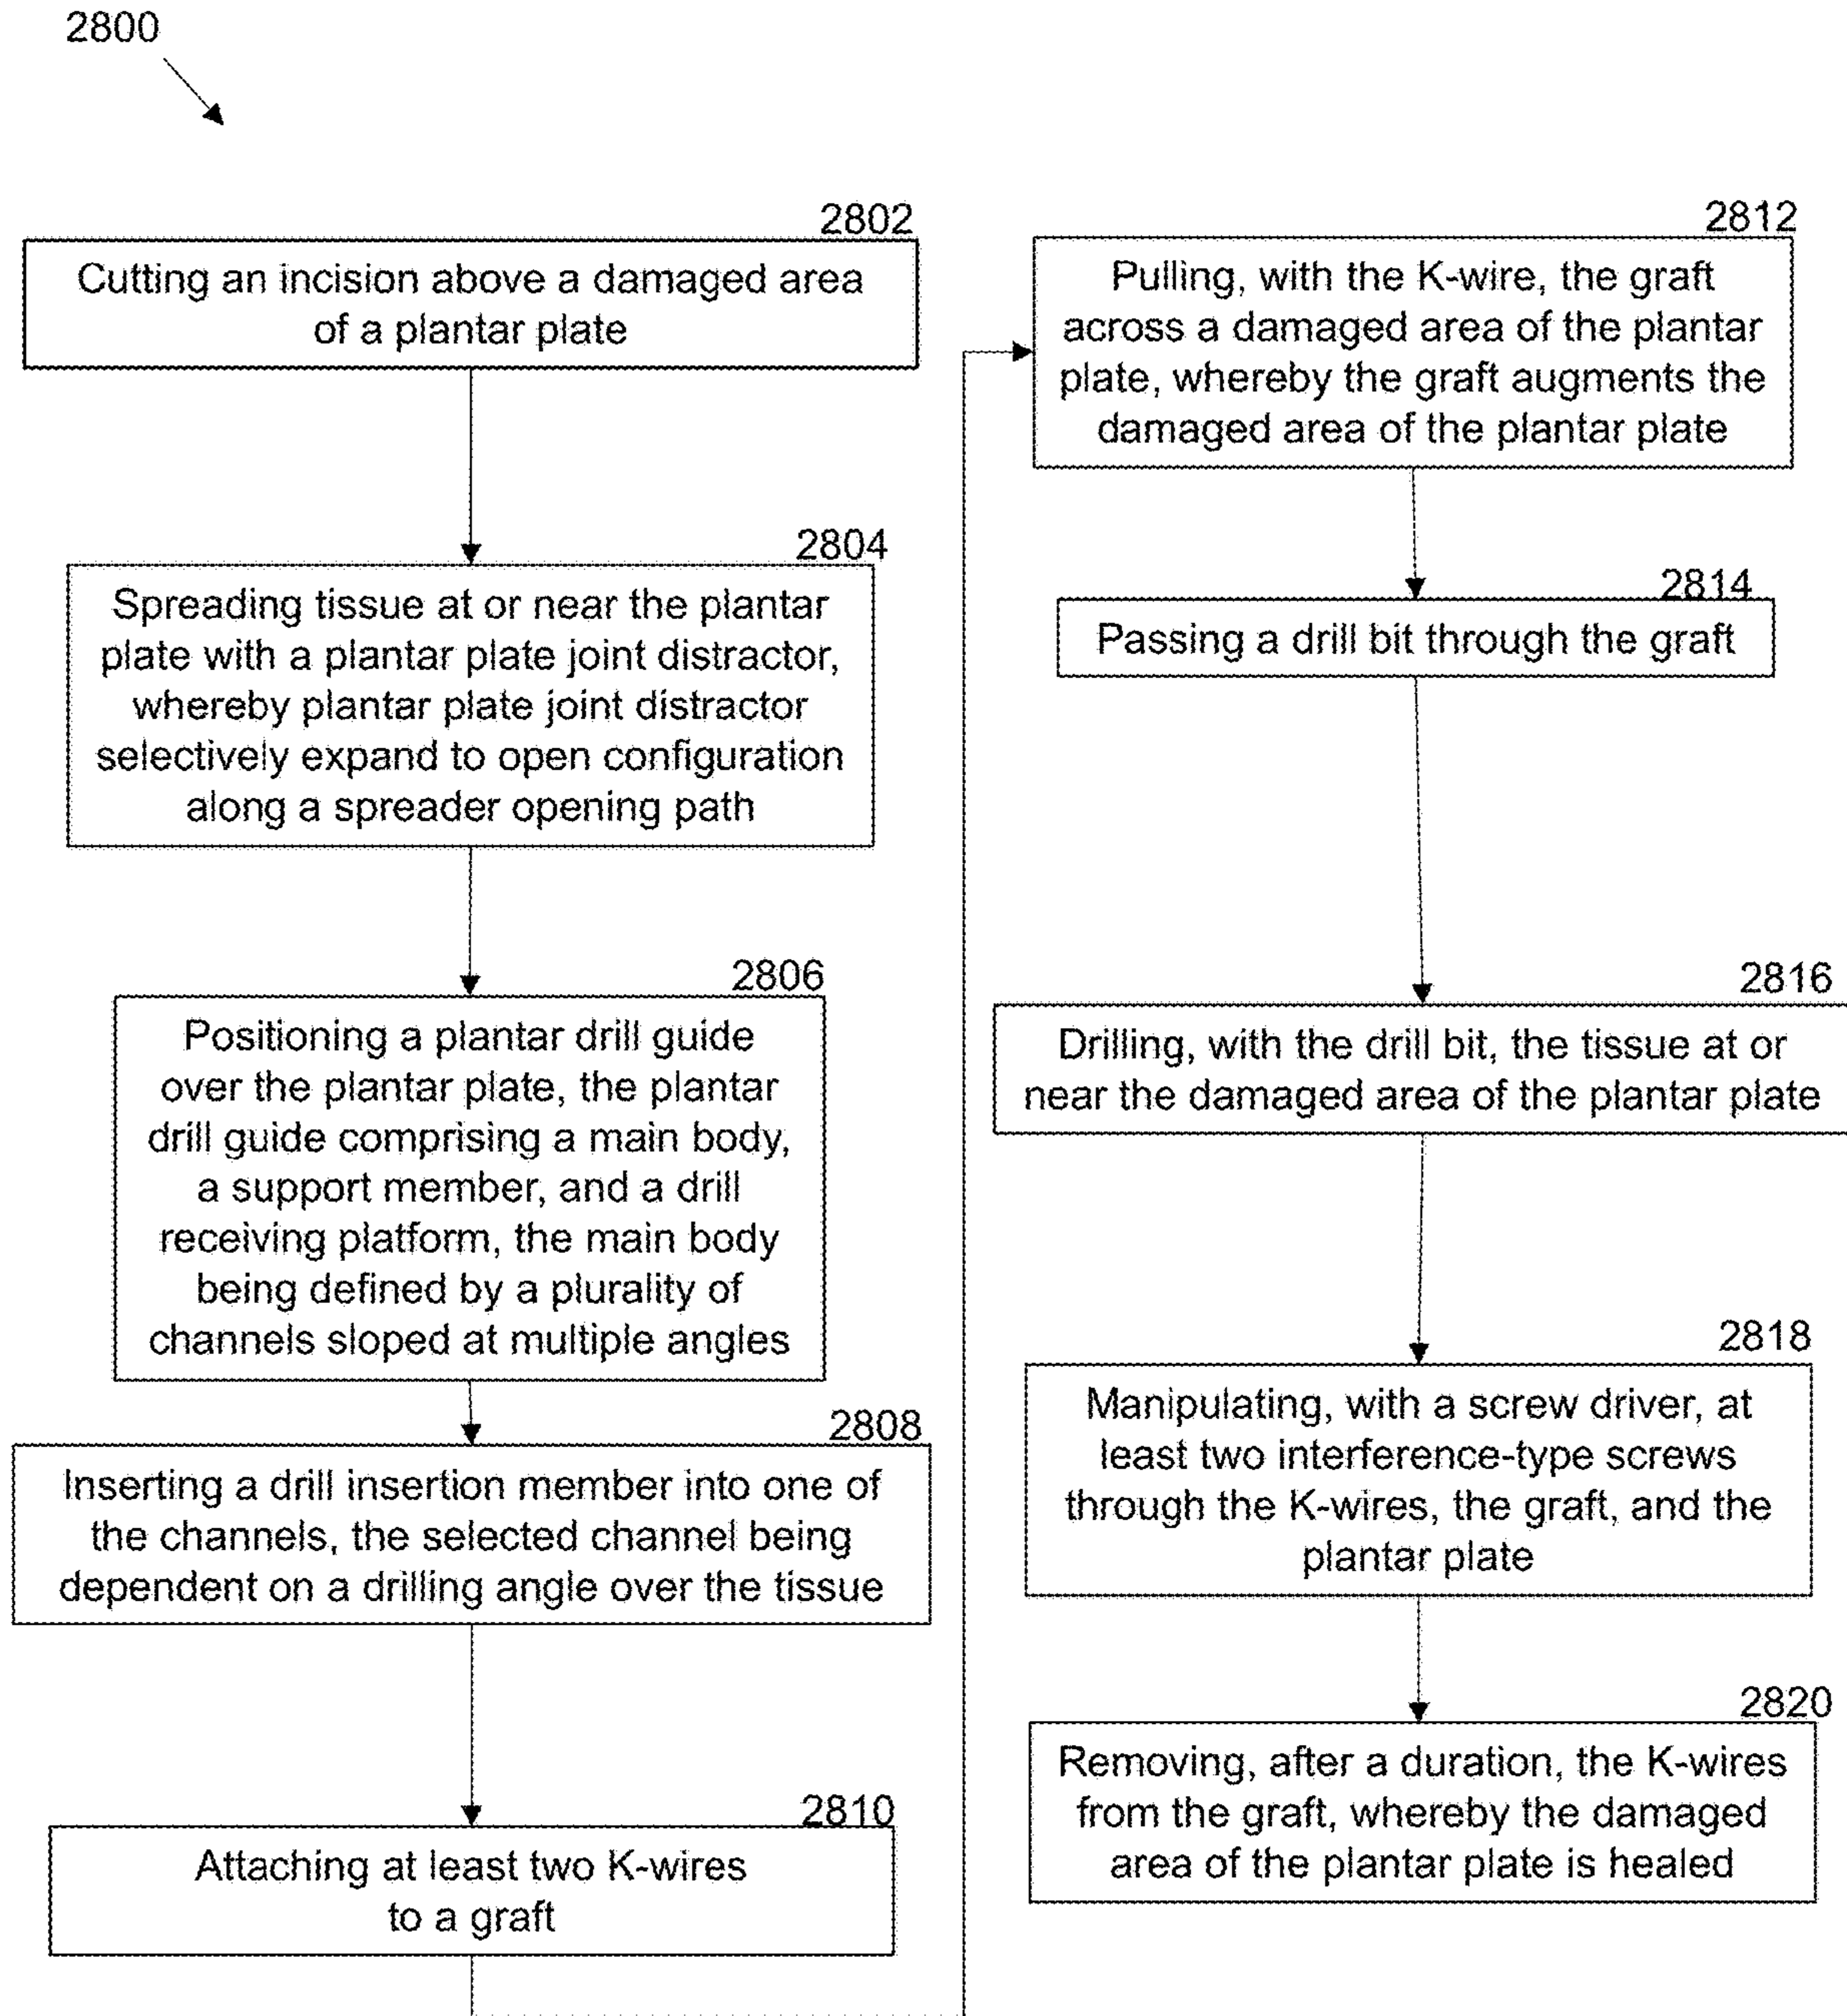 2800
2802
Cutting an incision above a damaged area
of a plantar plate
2804
Spreading tissue at or near the plantar
plate with a plantar plate joint distractor,
whereby plantar plate joint distractor
selectively expand to open configuration
along a spreader opening path
2806
Positioning a plantar drill guide
over the plantar plate, the plantar
drill guide comprising a main body,
a support member, and a drill
receiving platform, the main body
being defined by a plurality of
channels sloped at multiple angles
2808
Inserting a drill insertion member into one of
the channels, the selected channel being
dependent on a drilling angle over the tissue
2810
Attaching at least two K-wires
to a graft
2812
Pulling, with the K-wire, the graft
across a damaged area of the plantar
plate, whereby the graft augments the
damaged area of the plantar plate
2814
Passing a drill bit through the graft
2816
Drilling, with the drill bit, the tissue at or
near the damaged area of the plantar plate
2818
Manipulating, with a screw driver, at
least two interference-type screws
through the K-wires, the graft, and the
plantar plate
2820
Removing, after a duration, the K-wires
from the graft, whereby the damaged
area of the plantar plate is healed